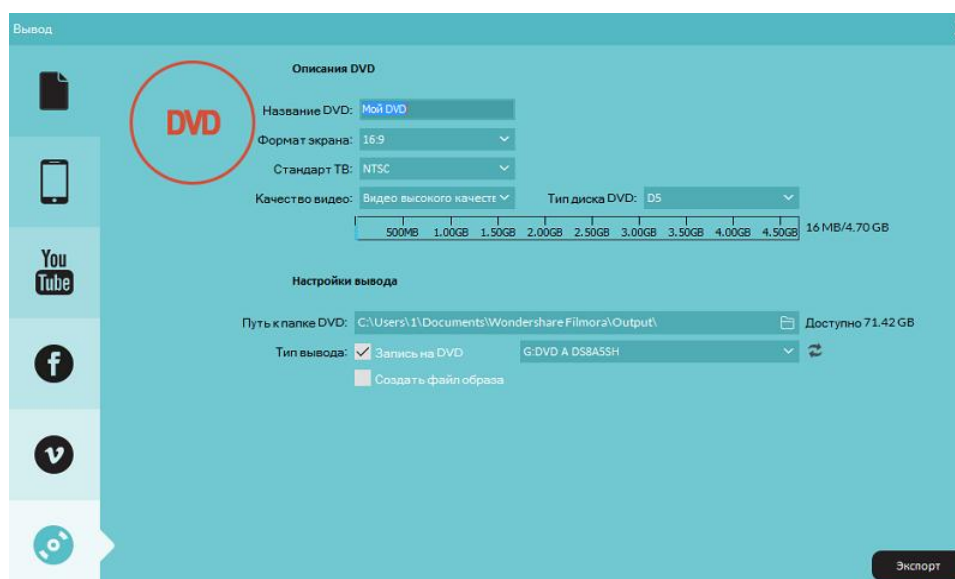 Вывод
Описания DVD
DVD
Название DVD: Мой DVD
Формат экрана: 16:9
Стандарт ТВ: NTSC
Качество видео: Видео высокого качеств Тип диска DVD: D5
500MB 1.00GB 1.50GB 2.00GB 2.50GB 3.00GB 3.50GB 4.00GB 4.50GB 16 MB/4.70 GB
You
Tube
Настройки вывода
Путь к папке DVD: C:\Users\1\Documents\Wondershare Filmora\Output\ Доступно 71.42 GB
Тип вывода: Запись на DVD G:DVD A DS8A5SH
Создать файл образа
Экспорт